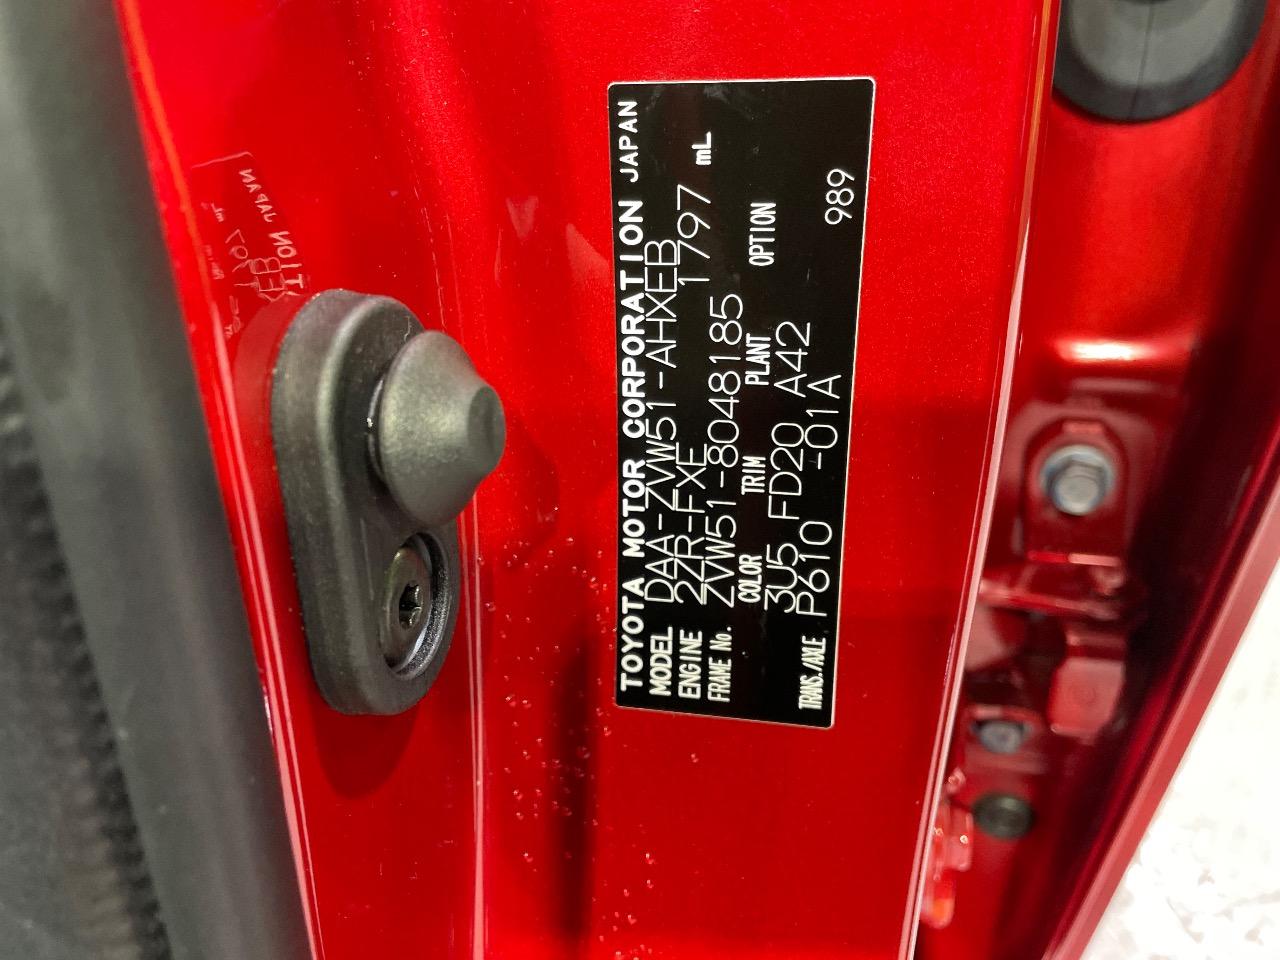 TOYOTA MOTOR CORPORATION JAPAN
MODEL DAA-ZVW51-AHXEB
ENGINE 2ZR-FXE 1797 mL
FRAME No. ZVW51-8048185
COLOR TRIM PLANT OPTION
3U5 FD20 A42
TRANS./AXLE P610 -01A 989